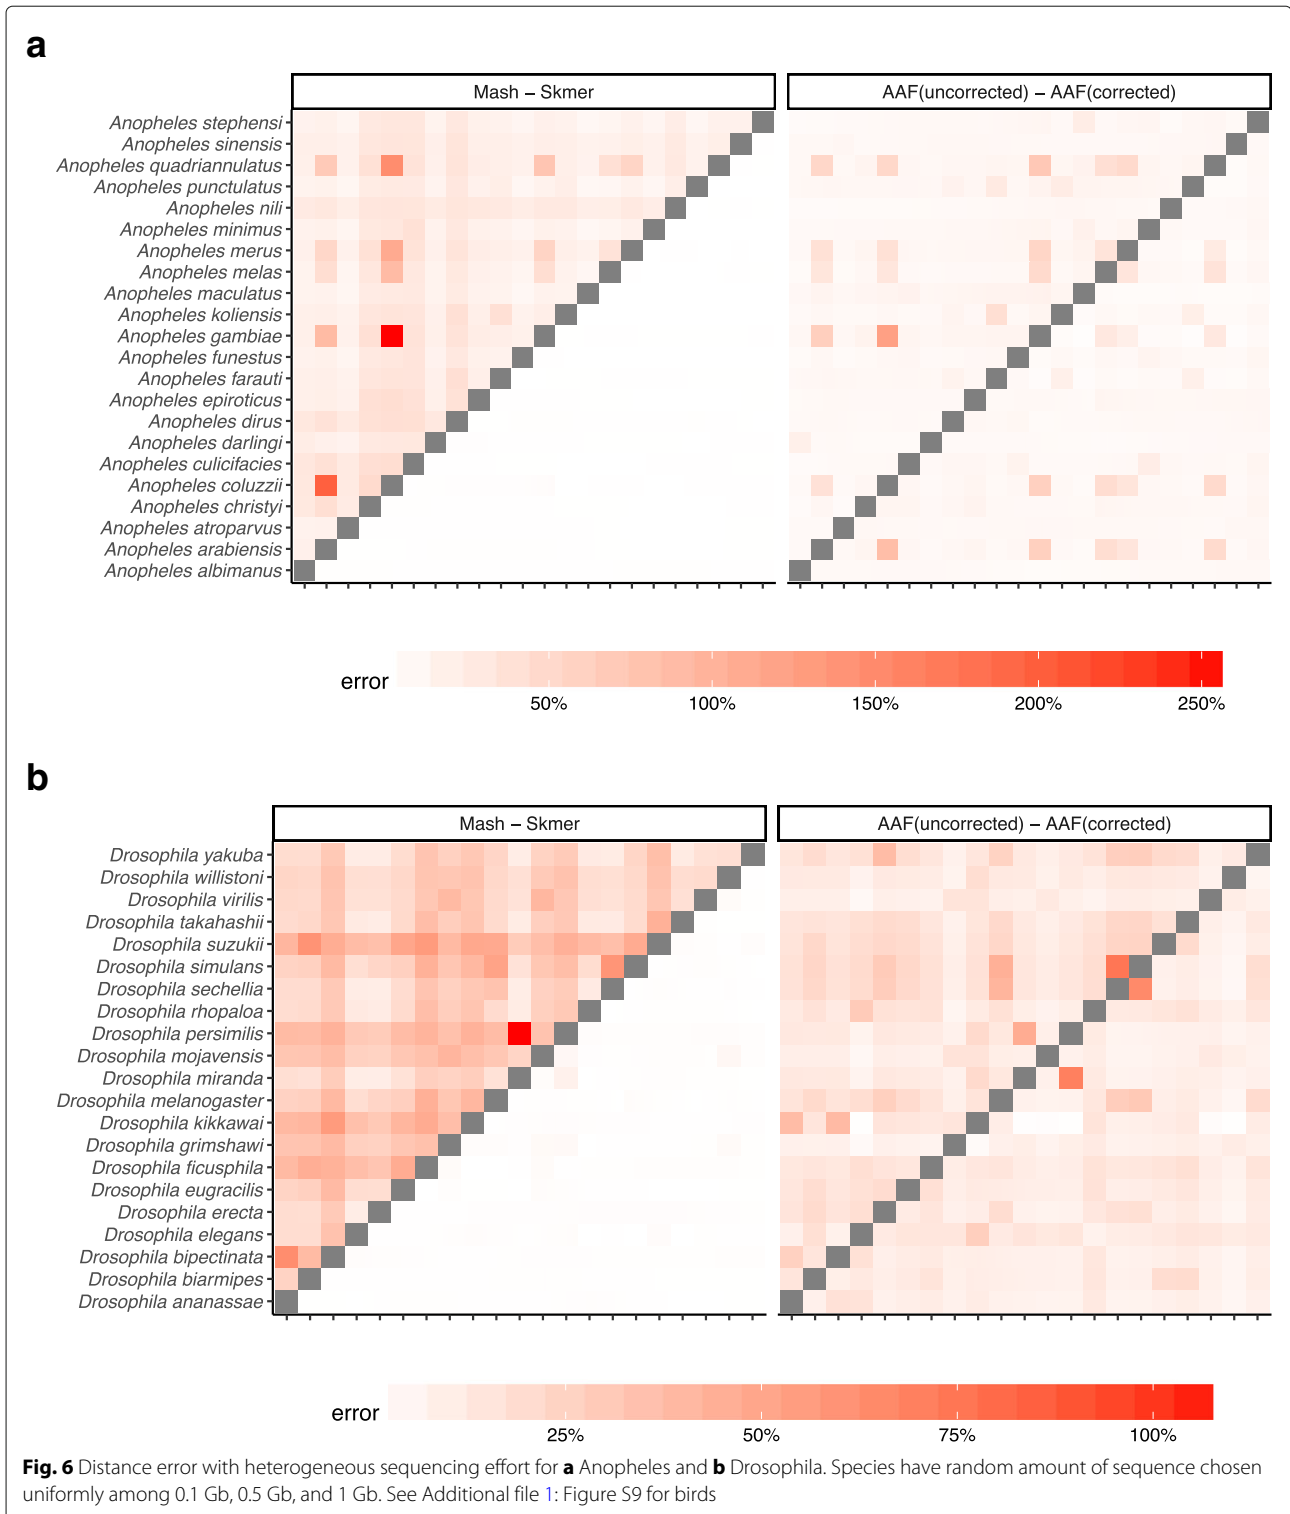 a
Mash – Skmer
AAF(uncorrected) – AAF(corrected)
Anopheles stephensi
Anopheles sinensis
Anopheles quadriannulatus
Anopheles punctulatus
Anopheles nili
Anopheles minimus
Anopheles merus
Anopheles melas
Anopheles maculatus
Anopheles koliensis
Anopheles gambiae
Anopheles funestus
Anopheles farauti
Anopheles epiroticus
Anopheles dirus
Anopheles darlingi
Anopheles culicifacies
Anopheles coluzzii
Anopheles christyi
Anopheles atroparvus
Anopheles arabiensis
Anopheles albimanus
error
50% 100% 150% 200% 250%
b
Mash – Skmer
AAF(uncorrected) – AAF(corrected)
Drosophila yakuba
Drosophila willistoni
Drosophila virilis
Drosophila takahashii
Drosophila suzukii
Drosophila simulans
Drosophila sechellia
Drosophila rhopaloa
Drosophila persimilis
Drosophila mojavensis
Drosophila miranda
Drosophila melanogaster
Drosophila kikkawai
Drosophila grimshawi
Drosophila ficusphila
Drosophila eugracilis
Drosophila erecta
Drosophila elegans
Drosophila bipectinata
Drosophila biarmipes
Drosophila ananassae
error
25% 50% 75% 100%
Fig. 6 Distance error with heterogeneous sequencing effort for a Anopheles and b Drosophila. Species have random amount of sequence chosen
uniformly among 0.1 Gb, 0.5 Gb, and 1 Gb. See Additional file 1: Figure S9 for birds